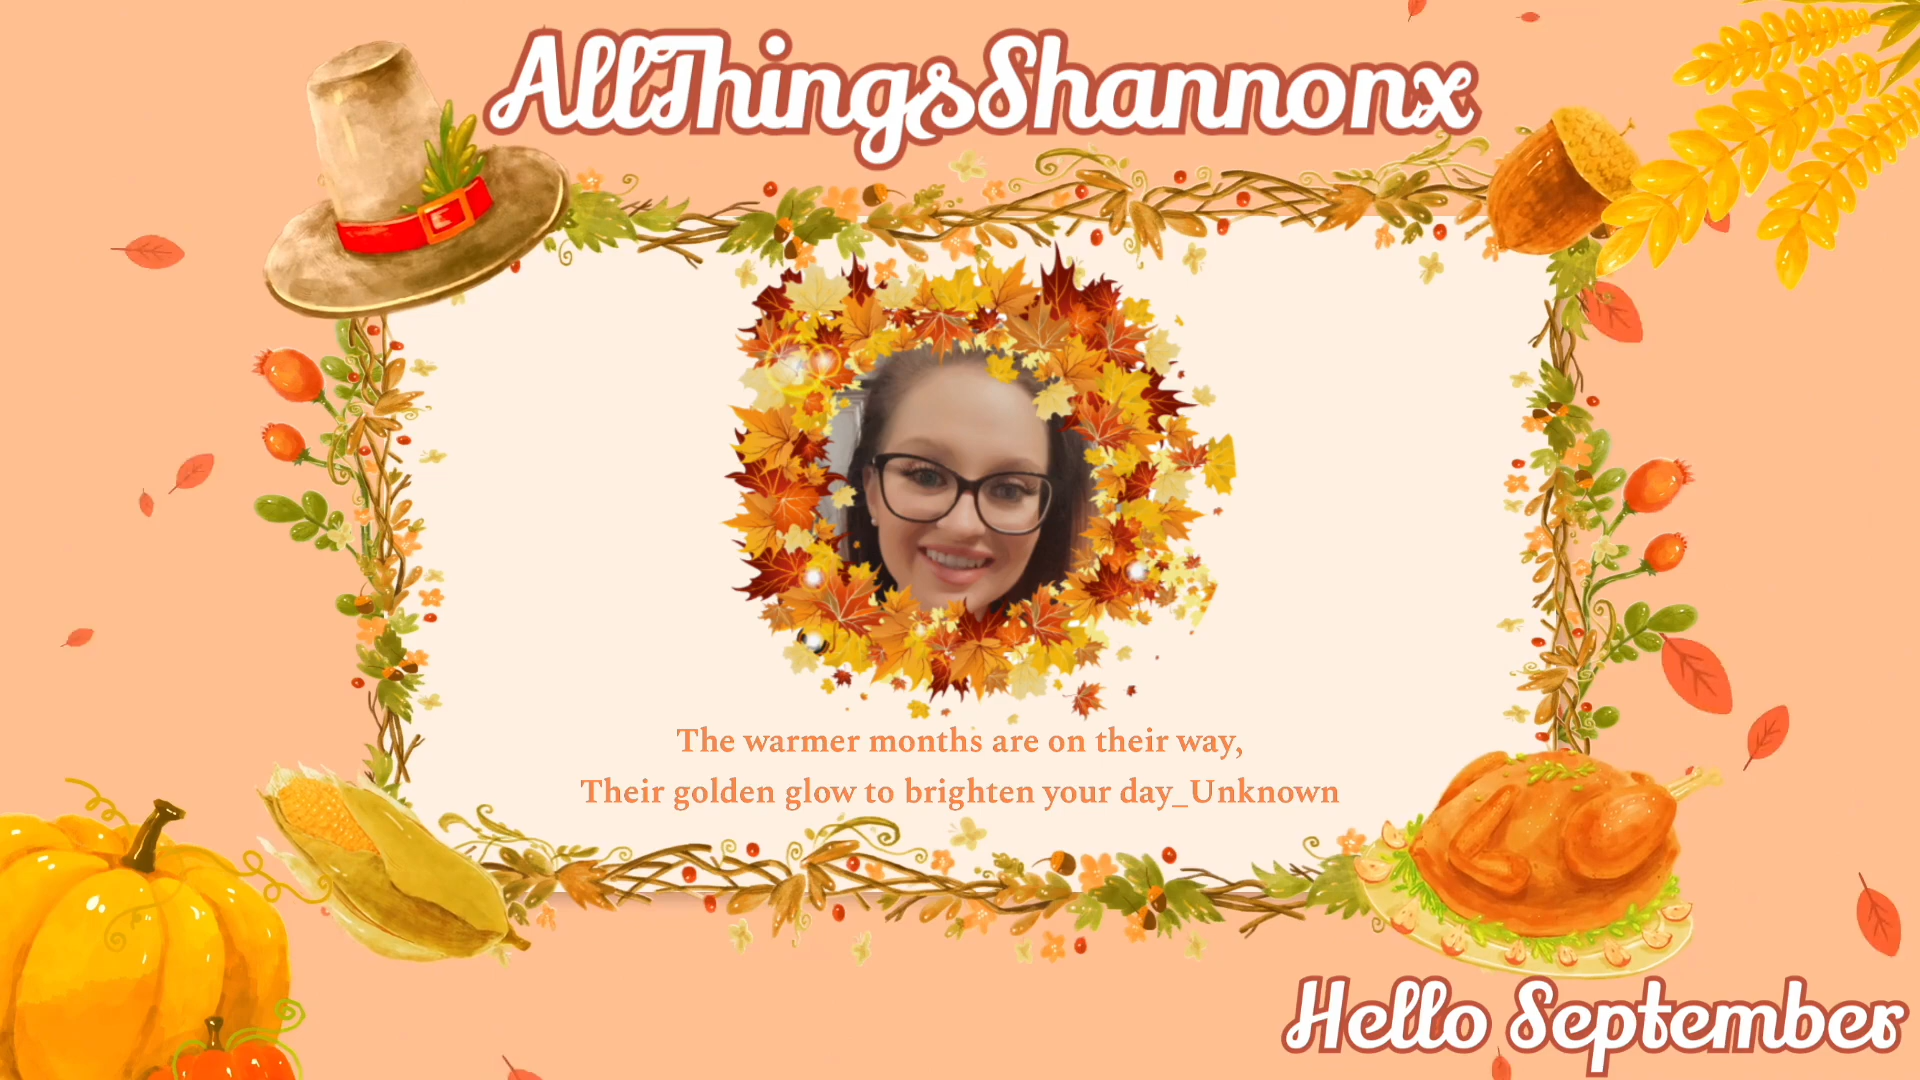 AllThingsShannonx
The warmer months are on their way,
Their golden glow to brighten your day_Unknown
Hello September